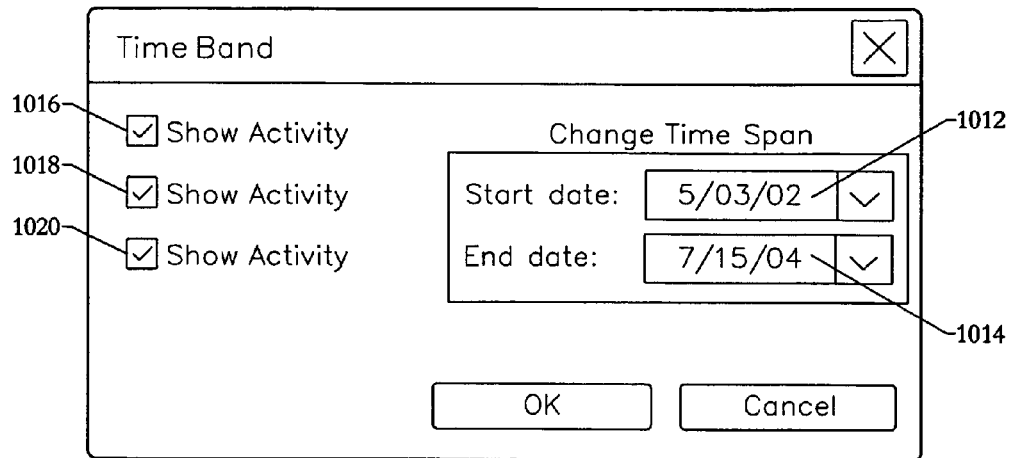 Time Band
1016
Show Activity
1018
Show Activity
1020
Show Activity
Change Time Span
1012
Start date: 5/03/02
End date: 7/15/04
1014
OK
Cancel